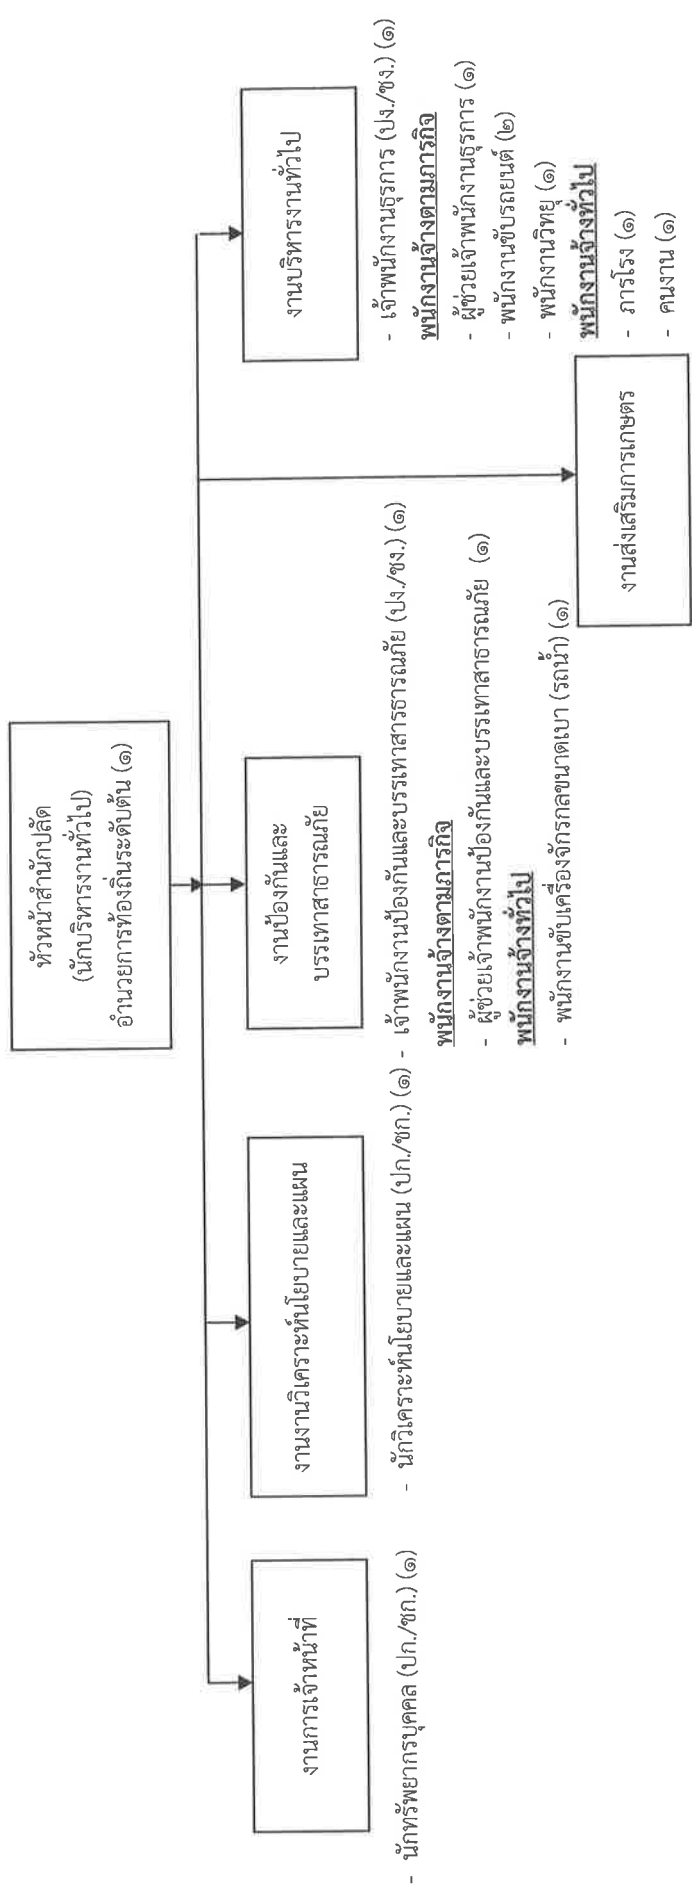 หัวหน้าสำนักปลัด
(นักบริหารงานทั่วไป)
อำนวยการท้องถิ่นระดับต้น (๑)
งานการเจ้าหน้าที่
- นักทรัพยากรบุคคล (ปก./ชก.) (๑)
งานงานวิเคราะห์นโยบายและแผน
- นักวิเคราะห์นโยบายและแผน (ปก./ชก.) (๑)
งานป้องกันและ
บรรเทาสาธารณภัย
- เจ้าพนักงานป้องกันและบรรเทาสาธารณภัย (ปง./ชง.) (๑)
พนักงานจ้างตามภารกิจ
- ผู้ช่วยเจ้าพนักงานป้องกันและบรรเทาสาธารณภัย (๑)
พนักงานจ้างทั่วไป
- พนักงานขับเครื่องจักรกลขนาดเบา (รถน้ำ) (๑)
งานส่งเสริมการเกษตร
งานบริหารงานทั่วไป
- เจ้าพนักงานธุรการ (ปง./ชง.) (๑)
พนักงานจ้างตามภารกิจ
- ผู้ช่วยเจ้าพนักงานธุรการ (๑)
- พนักงานขับรถยนต์ (๒)
- พนักงานวิทยุ (๑)
พนักงานจ้างทั่วไป
- ภารโรง (๑)
- คนงาน (๑)